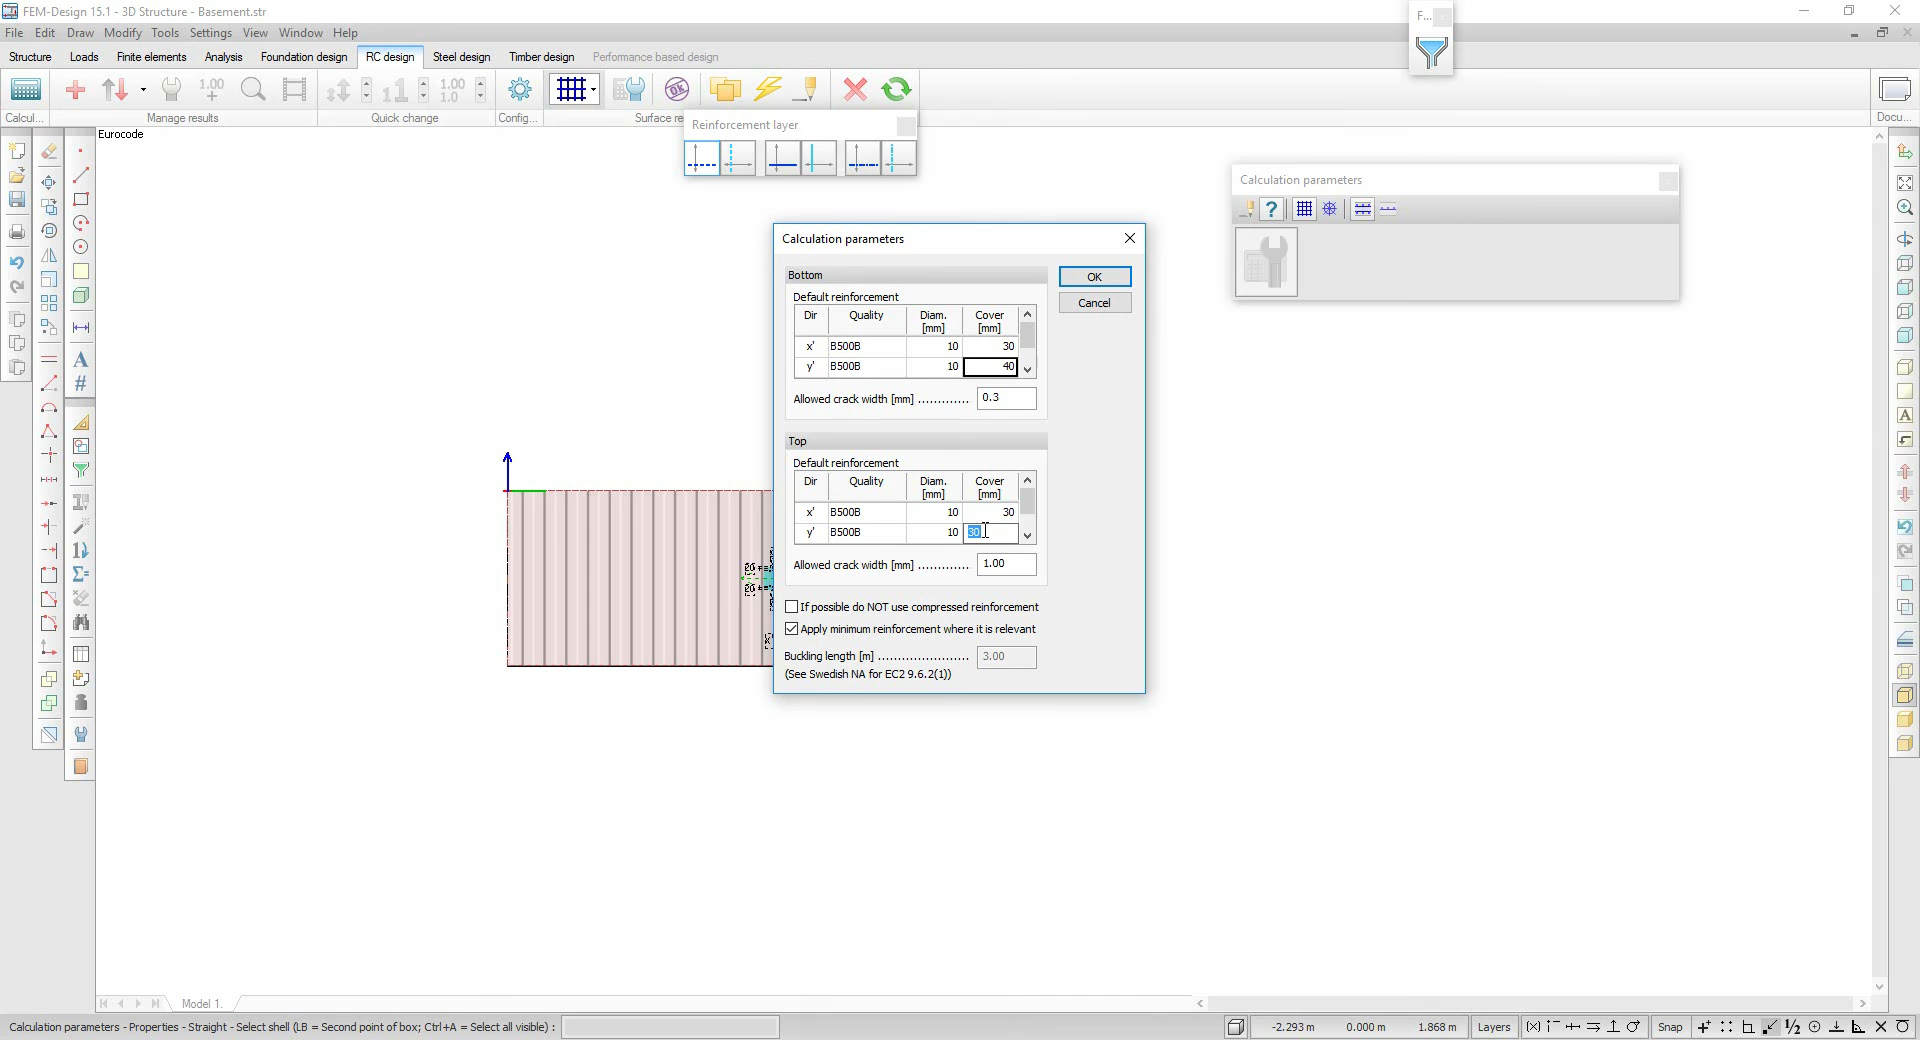 FEM-Design 15.1 - 3D Structure - Basement.str
File Edit Draw Modify Tools Settings View Window Help
Structure Loads Finite elements Analysis Foundation design RC design Steel design Timber design Performance based design
F...
1.00
1.00
1.0
Calcul... Manage results Quick change Config... Surface re
Docu...
Reinforcement layer
Eurocode
Calculation parameters
Calculation parameters
OK
Cancel
Bottom
Default reinforcement
Dir Quality Diam. [mm] Cover [mm]
x' B500B 10 30
y' B500B 10 40
Allowed crack width [mm] ............. 0.3
Top
Default reinforcement
Dir Quality Diam. [mm] Cover [mm]
x' B500B 10 30
y' B500B 10 30
Allowed crack width [mm] ............. 1.00
If possible do NOT use compressed reinforcement
Apply minimum reinforcement where it is relevant
Buckling length [m] ....................... 3.00
(See Swedish NA for EC2 9.6.2(1))
Model 1.
Calculation parameters - Properties - Straight - Select shell (LB = Second point of box; Ctrl+A = Select all visible) :
-2.293 m 0.000 m 1.868 m Layers Snap